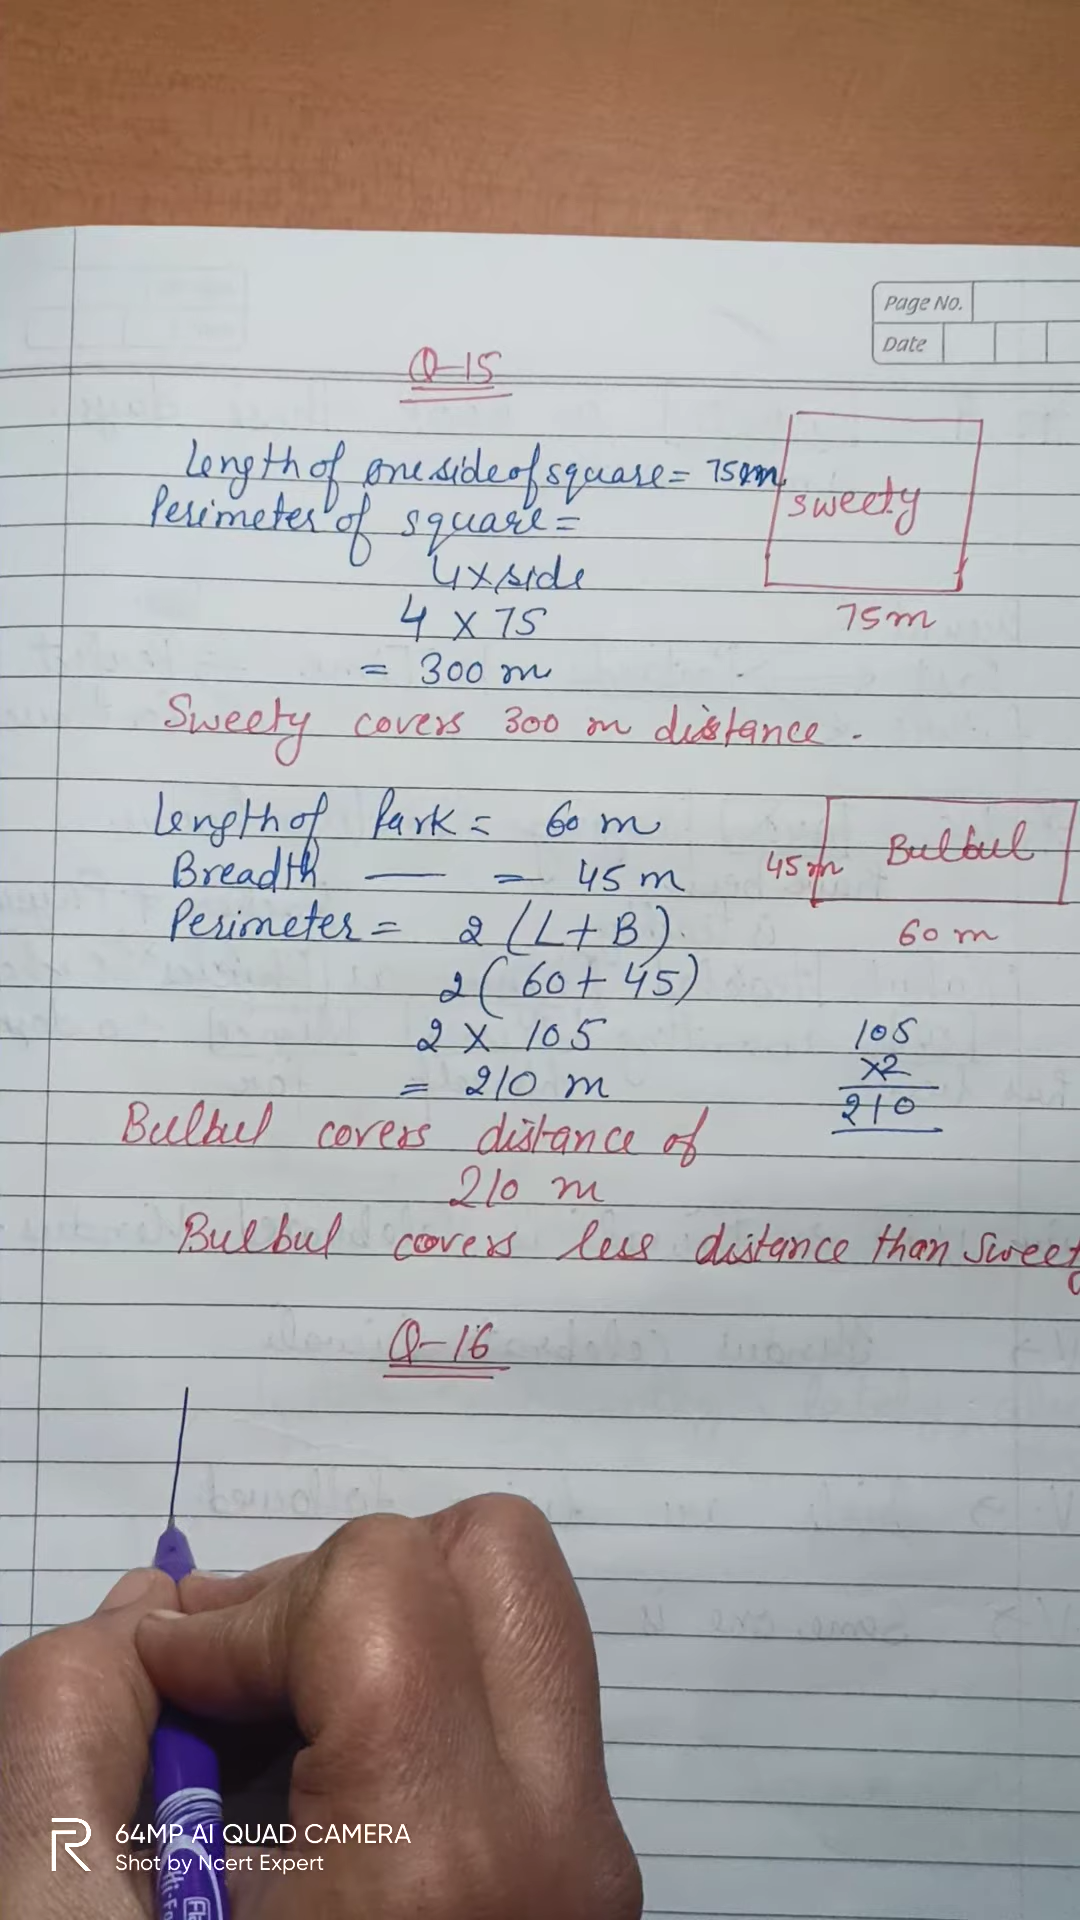 Page No.
Date
Q-15
Length of one side of square = 75m
Perimeter of square =
4 x side
4 x 75
= 300 m
sweety
75m
Sweety covers 300 m distance.
Length of Park = 60 m
Breadth — = 45 m
Perimeter = 2 (L+B)
2 (60+ 45)
2 x 105
= 210 m
45m
Bulbul
60 m
105
x2
210
Bulbul covers distance of
210 m
Bulbul covers less distance than Sweety
Q-16
64MP AI QUAD CAMERA
Shot by Ncert Expert